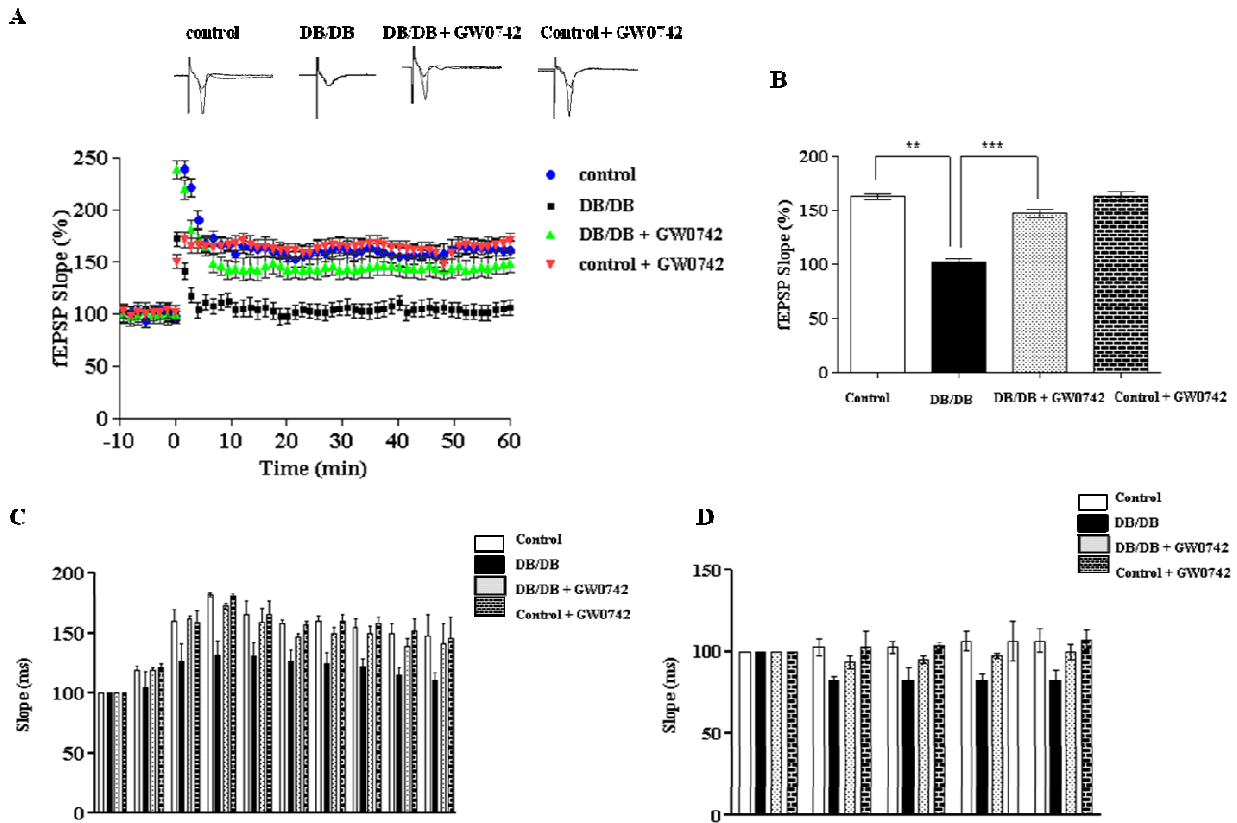 A
control DB/DB DB/DB + GW0742 Control + GW0742
250
200
150
100
50
0
fEPSP Slope (%)
-10 0 10 20 30 40 50 60
Time (min)
control
DB/DB
DB/DB + GW0742
control + GW0742
B
** ***
200
150
100
50
0
fEPSP Slope (%)
Control DB/DB DB/DB + GW0742 Control + GW0742
C
Control
DB/DB
DB/DB + GW0742
Control + GW0742
200
150
100
50
0
Slope (ms)
D
Control
DB/DB
DB/DB + GW0742
Control + GW0742
150
100
50
0
Slope (ms)